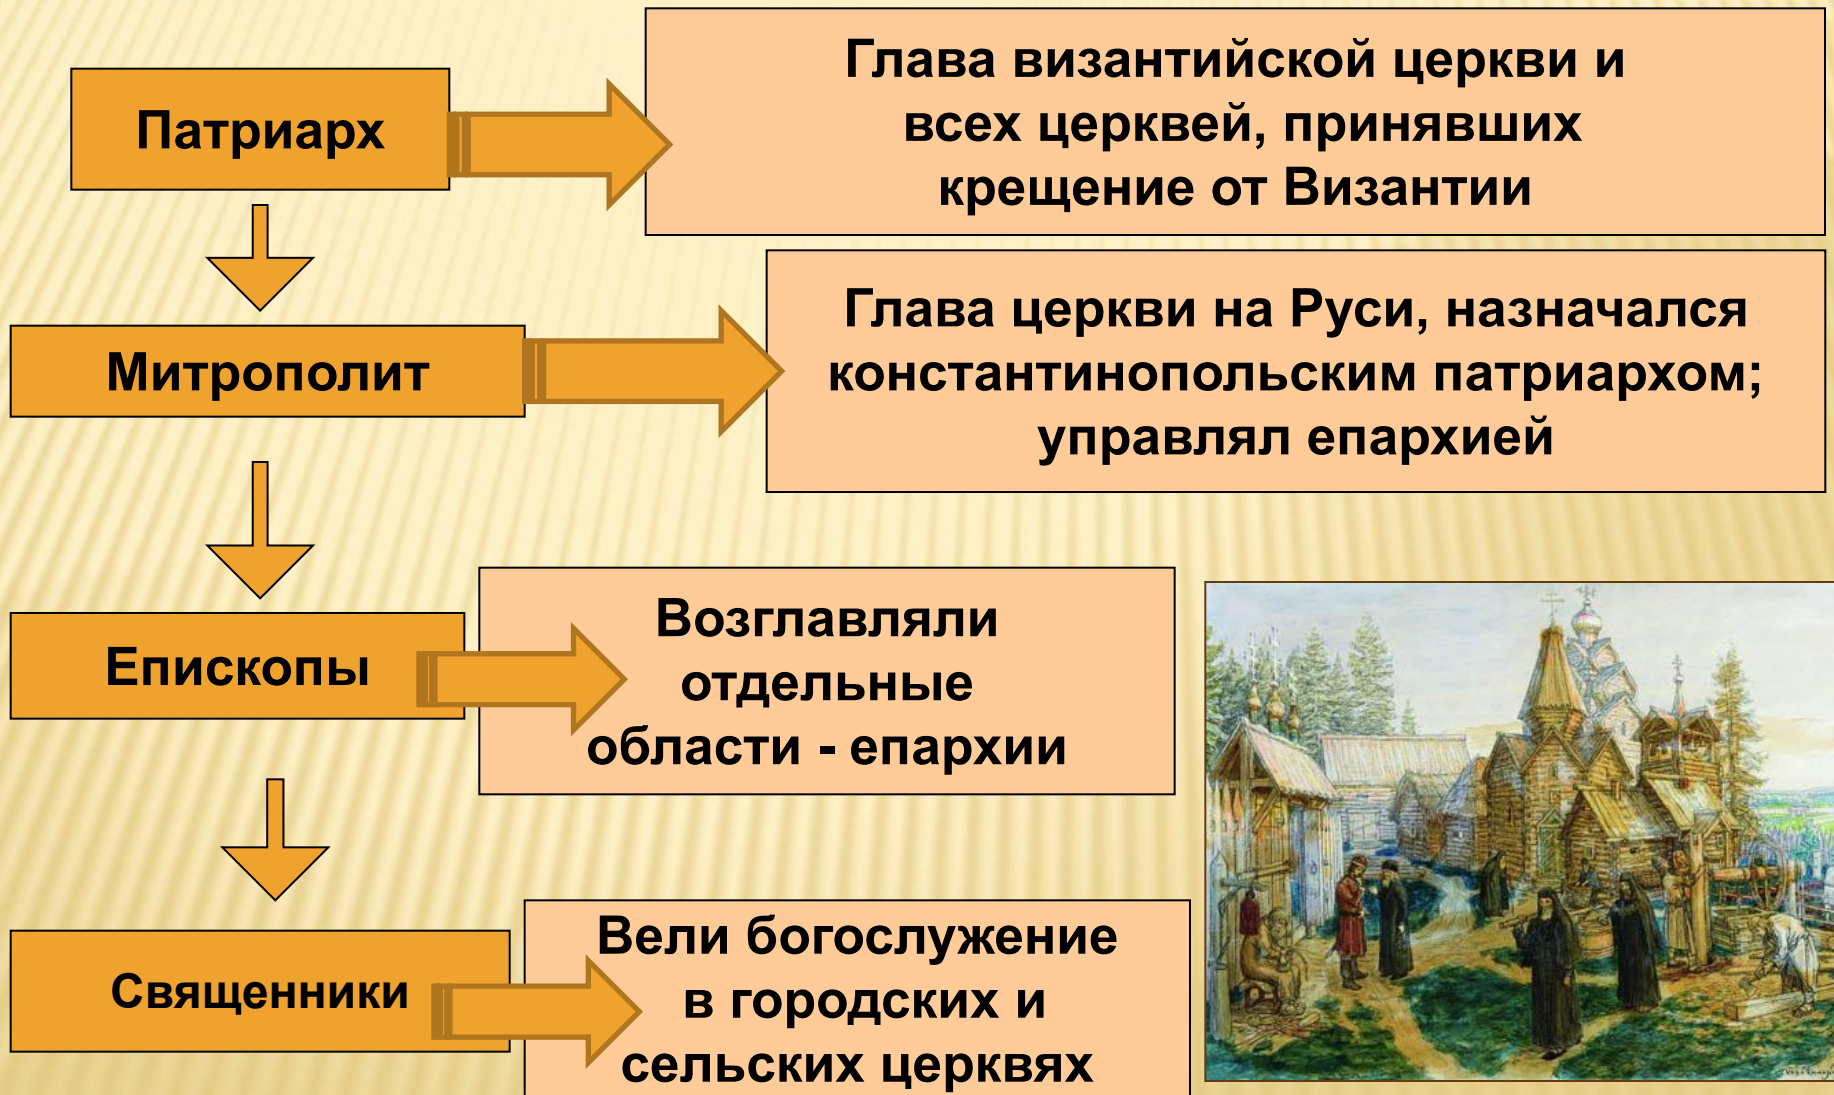 Патриарх
Глава византийской церкви и
всех церквей, принявших
крещение от Византии
Митрополит
Глава церкви на Руси, назначался
константинопольским патриархом;
управлял епархией
Епископы
Возглавляли
отдельные
области - епархии
Священники
Вели богослужение
в городских и
сельских церквях